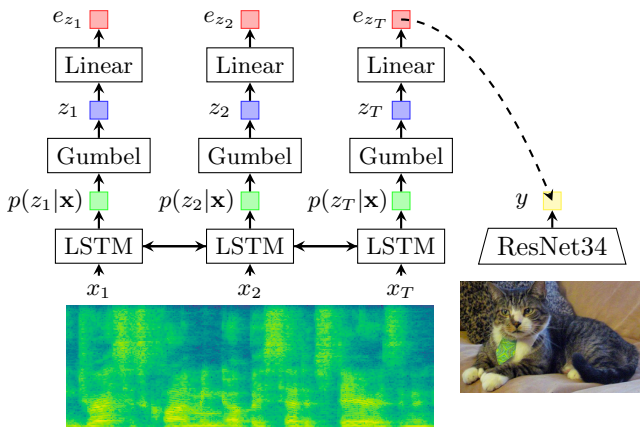 e_{z_1} e_{z_2} e_{z_T}
Linear Linear Linear
z_1 z_2 z_T
Gumbel Gumbel Gumbel
p(z_1|x) p(z_2|x) p(z_T|x) y
LSTM LSTM LSTM ResNet34
x_1 x_2 x_T